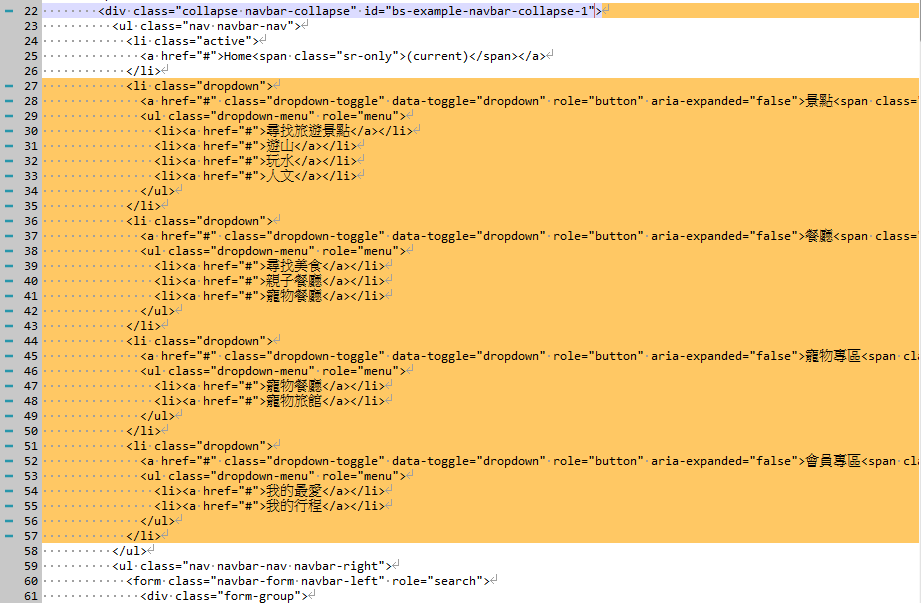 22 <div class="collapse navbar-collapse" id="bs-example-navbar-collapse-1">
23 <ul class="nav navbar-nav">
24 <li class="active">
25 <a href="#">Home<span class="sr-only">(current)</span></a>
26 </li>
27 <li class="dropdown">
28 <a href="#" class="dropdown-toggle" data-toggle="dropdown" role="button" aria-expanded="false">景點<span class="
29 <ul class="dropdown-menu" role="menu">
30 <li><a href="#">尋找旅遊景點</a></li>
31 <li><a href="#">遊山</a></li>
32 <li><a href="#">玩水</a></li>
33 <li><a href="#">人文</a></li>
34 </ul>
35 </li>
36 <li class="dropdown">
37 <a href="#" class="dropdown-toggle" data-toggle="dropdown" role="button" aria-expanded="false">餐廳<span class=
38 <ul class="dropdown-menu" role="menu">
39 <li><a href="#">尋找美食</a></li>
40 <li><a href="#">親子餐廳</a></li>
41 <li><a href="#">寵物餐廳</a></li>
42 </ul>
43 </li>
44 <li class="dropdown">
45 <a href="#" class="dropdown-toggle" data-toggle="dropdown" role="button" aria-expanded="false">寵物專區<span cla
46 <ul class="dropdown-menu" role="menu">
47 <li><a href="#">寵物餐廳</a></li>
48 <li><a href="#">寵物旅館</a></li>
49 </ul>
50 </li>
51 <li class="dropdown">
52 <a href="#" class="dropdown-toggle" data-toggle="dropdown" role="button" aria-expanded="false">會員專區<span cla
53 <ul class="dropdown-menu" role="menu">
54 <li><a href="#">我的最愛</a></li>
55 <li><a href="#">我的行程</a></li>
56 </ul>
57 </li>
58 </ul>
59 <ul class="nav navbar-nav navbar-right">
60 <form class="navbar-form navbar-left" role="search">
61 <div class="form-group">